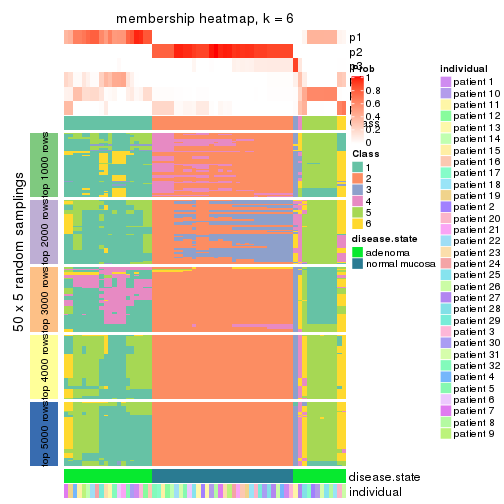 membership heatmap, k = 6
p1
p2
p3
Prob
1
0.8
0.6
0.4
0.2
0
Class
1
2
3
4
5
6
disease.state
adenoma
normal mucosa
individual
patient 1
patient 10
patient 11
patient 12
patient 13
patient 14
patient 15
patient 16
patient 17
patient 18
patient 19
patient 2
patient 20
patient 21
patient 22
patient 23
patient 24
patient 25
patient 26
patient 27
patient 28
patient 29
patient 3
patient 30
patient 31
patient 32
patient 4
patient 5
patient 6
patient 7
patient 8
patient 9
50 x 5 random samplings
top 1000 rows
top 2000 rows
top 3000 rows
top 4000 rows
top 5000 rows
disease.state
individual